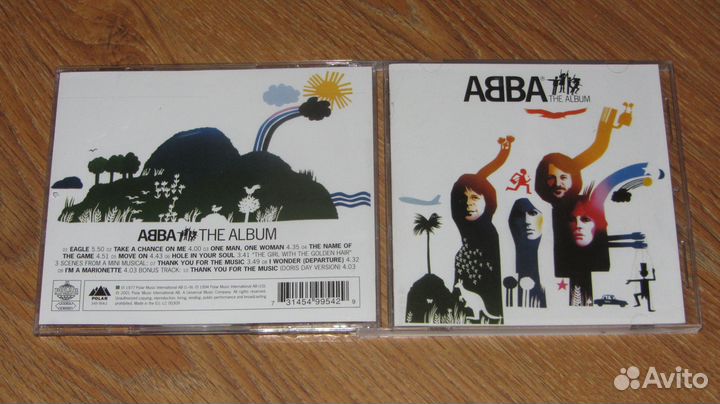 ABBA THE ALBUM
01 EAGLE 5.50 02 TAKE A CHANCE ON ME 4.00 03 ONE MAN, ONE WOMAN 4.35 04 THE NAME OF
THE GAME 4.51 05 MOVE ON 4.43 06 HOLE IN YOUR SOUL 3:41 "THE GIRL WITH THE GOLDEN HAIR"
3 SCENES FROM A MINI MUSICAL: 07 THANK YOU FOR THE MUSIC 3.49 08 I WONDER (DEPARTURE) 4.32
09 I'M A MARIONETTE 4.03 BONUS TRACK: 10 THANK YOU FOR THE MUSIC (DORIS DAY VERSION) 4.03
POLAR
7 31454 99542 9
ABBA
THE ALBUM
Avito